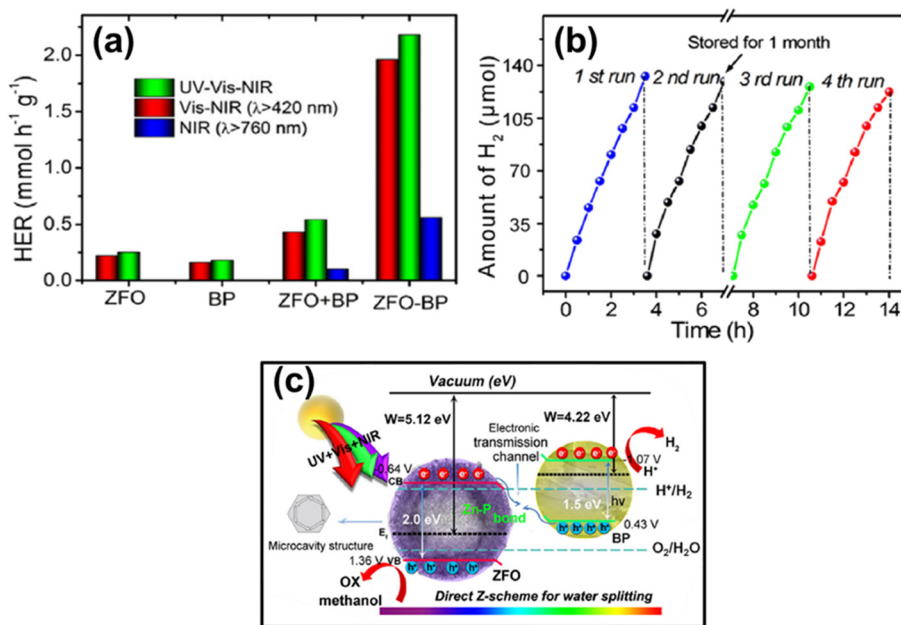 (a)
HER (mmol h⁻¹ g⁻¹)
2.0
1.5
1.0
0.5
0.0
UV-Vis-NIR
Vis-NIR (λ>420 nm)
NIR (λ>760 nm)
ZFO
BP
ZFO+BP
ZFO-BP
(b)
Stored for 1 month
Amount of H₂ (μmol)
140
105
70
35
0
1 st run
2 nd run
3 rd run
4 th run
0
2
4
6
8
10
12
14
Time (h)
(c)
Vacuum (eV)
W=5.12 eV
W=4.22 eV
Electronic
transmission
channel
H₂
UV+Vis+NIR
-0.64 V
CB
e⁻ e⁻ e⁻ e⁻
e⁻ e⁻ e⁻ e⁻
-1.07 V
H⁺
H⁺/H₂
Zn-P
bond
2.0 eV
1.5 eV
hv
Microcavity structure
Ef
h⁺ h⁺ h⁺ h⁺
0.43 V
BP
O₂/H₂O
1.36 V
VB
h⁺ h⁺ h⁺ h⁺
ZFO
OX
methanol
Direct Z-scheme for water splitting